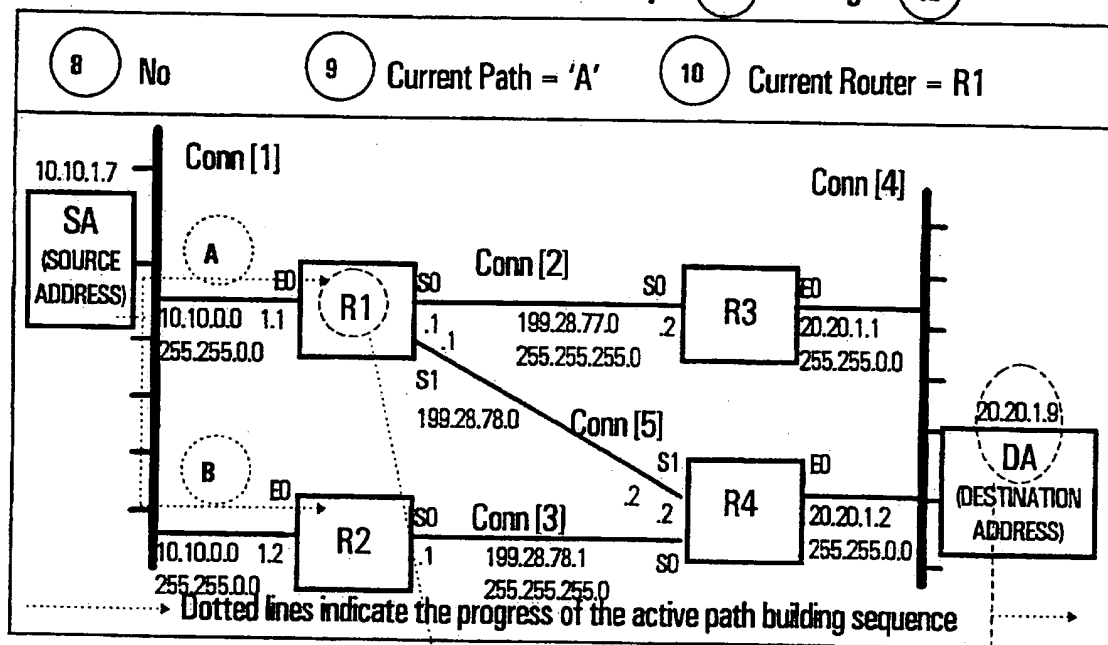 8 No 9 Current Path = 'A' 10 Current Router = R1
10.10.1.7
Conn [1]
Conn [4]
SA
(SOURCE
ADDRESS)
A
E0
R1
S0
Conn [2]
S0
R3
E0
10.10.0.0 1.1
255.255.0.0
.1
.1
199.28.77.0
255.255.255.0
.2
20.20.1.1
255.255.0.0
S1
199.28.78.0
Conn [5]
20.20.1.9
DA
(DESTINATION
ADDRESS)
B
E0
R2
S0
Conn [3]
S1
.2
.2
R4
E0
10.10.0.0 1.2
255.255.0.0
.1
199.28.78.1
255.255.255.0
S0
20.20.1.2
255.255.0.0
Dotted lines indicate the progress of the active path building sequence